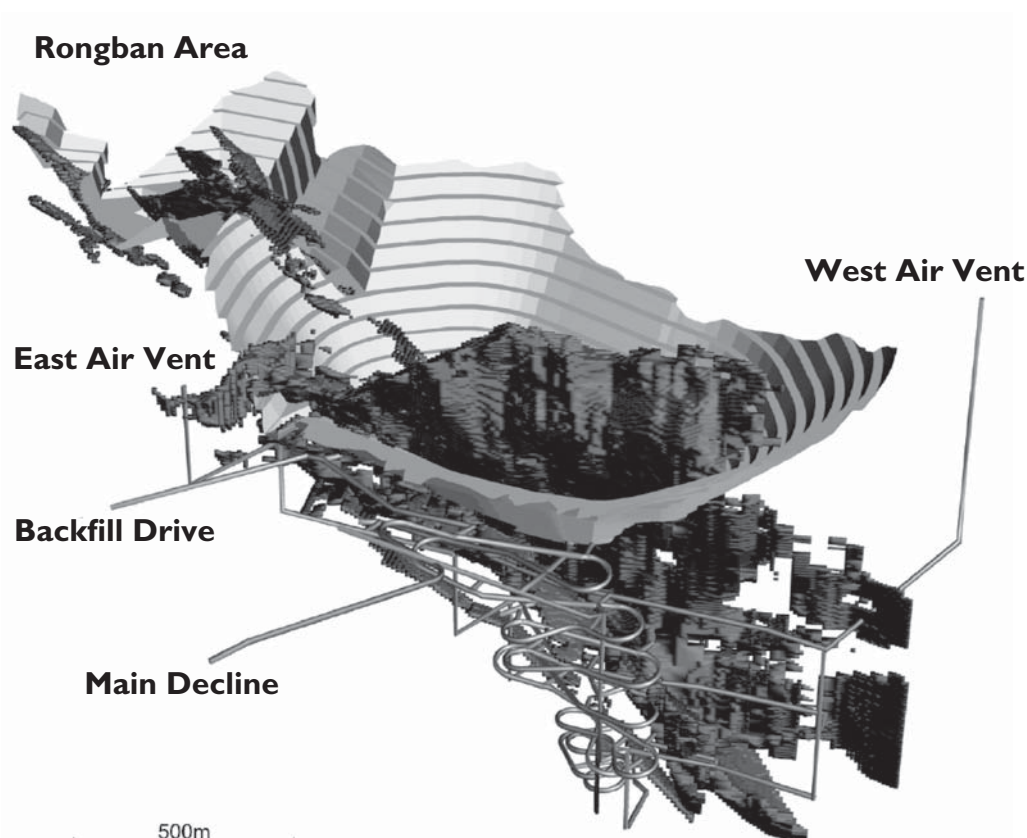 Rongban Area
West Air Vent
East Air Vent
Backfill Drive
Main Decline
500m